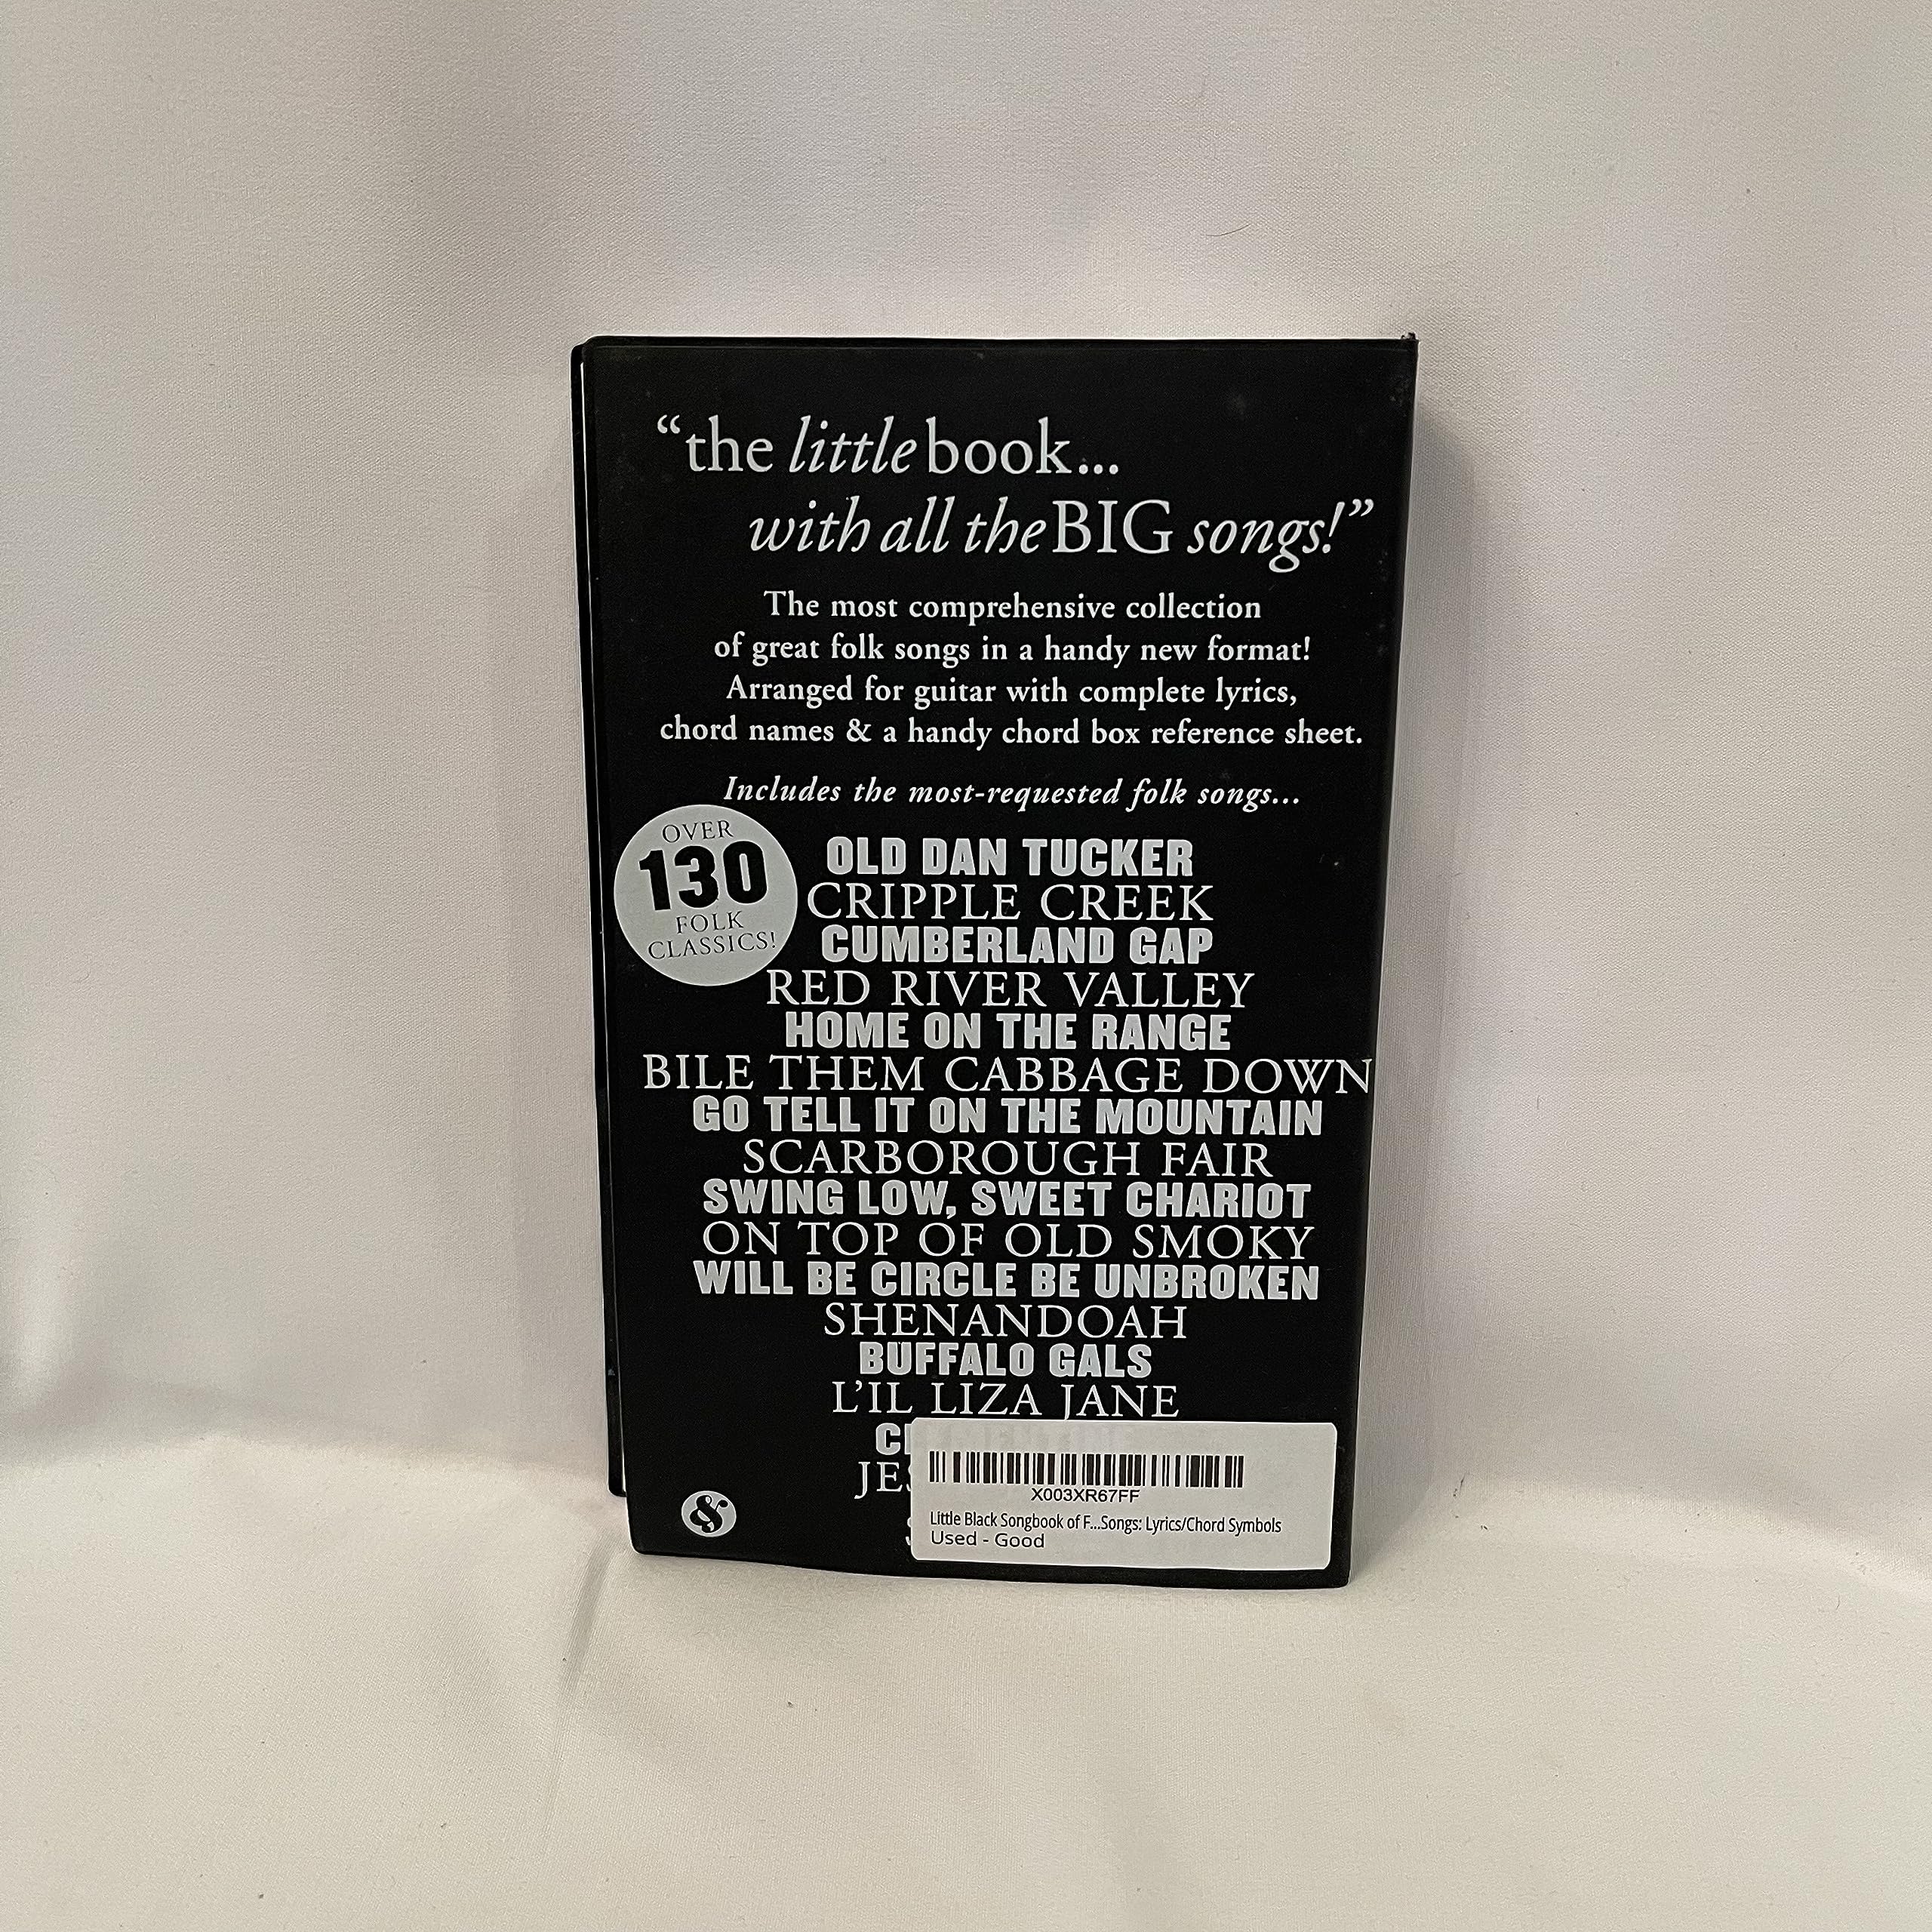 “the little book...
with all the BIG songs!”
The most comprehensive collection
of great folk songs in a handy new format!
Arranged for guitar with complete lyrics,
chord names & a handy chord box reference sheet.
Includes the most-requested folk songs...
OVER
130
FOLK
CLASSICS!
OLD DAN TUCKER
CRIPPLE CREEK
CUMBERLAND GAP
RED RIVER VALLEY
HOME ON THE RANGE
BILE THEM CABBAGE DOWN
GO TELL IT ON THE MOUNTAIN
SCARBOROUGH FAIR
SWING LOW, SWEET CHARIOT
ON TOP OF OLD SMOKY
WILL BE CIRCLE BE UNBROKEN
SHENANDOAH
BUFFALO GALS
L’IL LIZA JANE
CLEMENTINE
X003XR67FF
Little Black Songbook of F...Songs: Lyrics/Chord Symbols
Used - Good
&